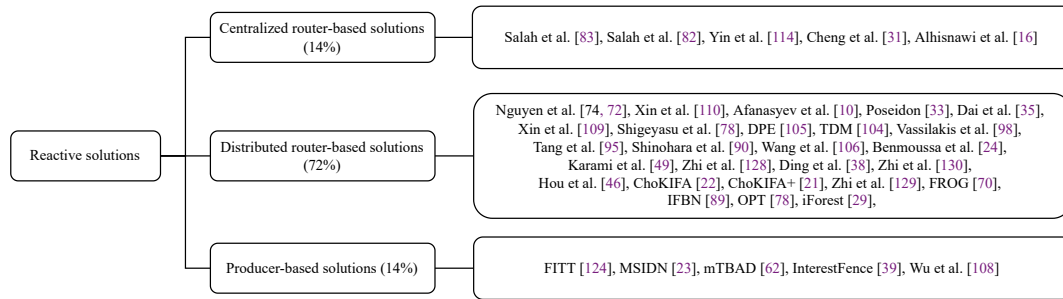 Centralized router-based solutions
(14%)
Salah et al. [83], Salah et al. [82], Yin et al. [114], Cheng et al. [31], Alhisnawi et al. [16]
Reactive solutions
Distributed router-based solutions
(72%)
Nguyen et al. [74, 72], Xin et al. [110], Afanasyev et al. [10], Poseidon [33], Dai et al. [35],
Xin et al. [109], Shigeyasu et al. [78], DPE [105], TDM [104], Vassilakis et al. [98],
Tang et al. [95], Shinohara et al. [90], Wang et al. [106], Benmoussa et al. [24],
Karami et al. [49], Zhi et al. [128], Ding et al. [38], Zhi et al. [130],
Hou et al. [46], ChoKIFA [22], ChoKIFA+ [21], Zhi et al. [129], FROG [70],
IFBN [89], OPT [78], iForest [29],
Producer-based solutions (14%)
FITT [124], MSIDN [23], mTBAD [62], InterestFence [39], Wu et al. [108]